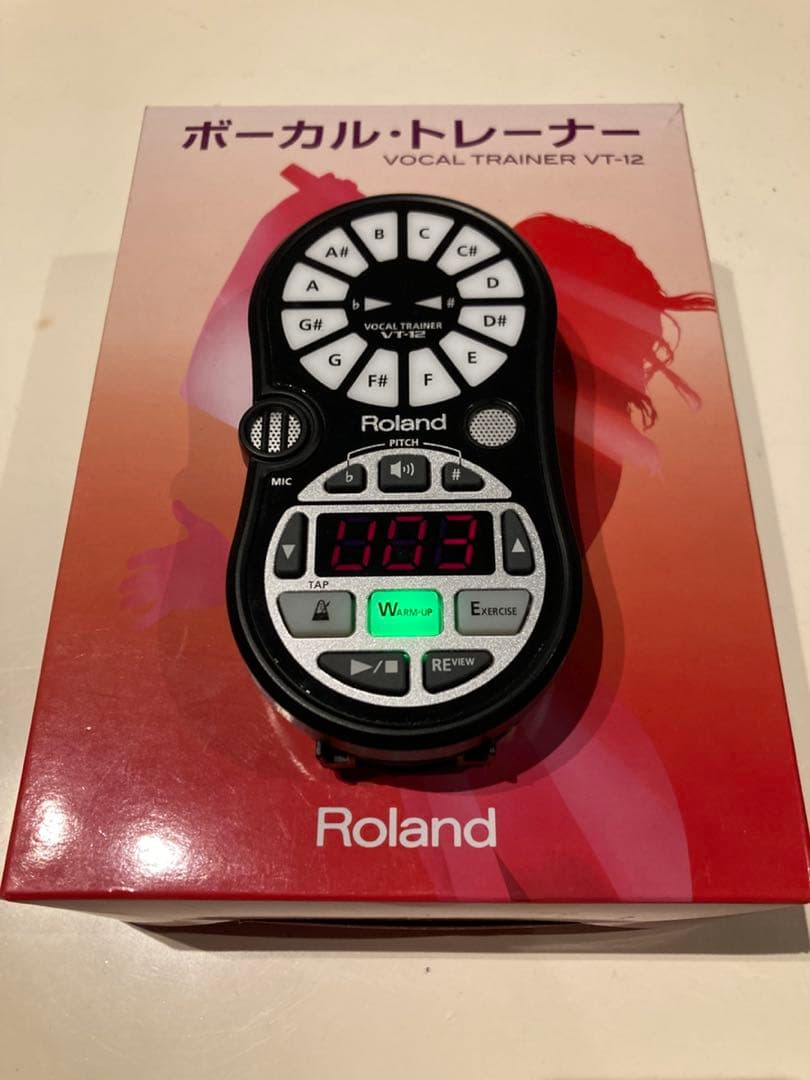 ボーカル・トレーナー
VOCAL TRAINER VT-12
B C
A# C#
A D
♭ #
G# D#
VOCAL TRAINER
VT-12
G E
F# F
Roland
PITCH
♭ #
MIC
U03
TAP
WARM-UP EXERCISE
REVIEW
Roland